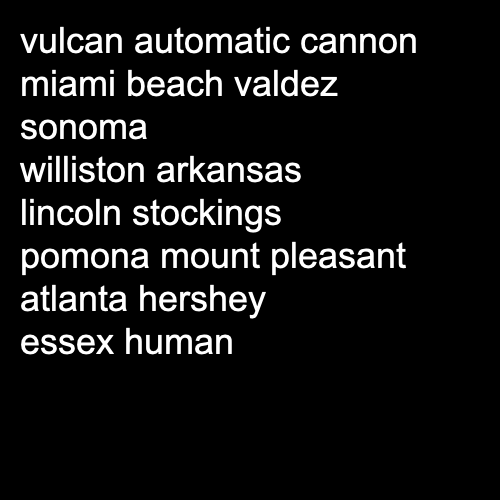 vulcan automatic cannon
miami beach valdez
sonoma
williston arkansas
lincoln stockings
pomona mount pleasant
atlanta hershey
essex human